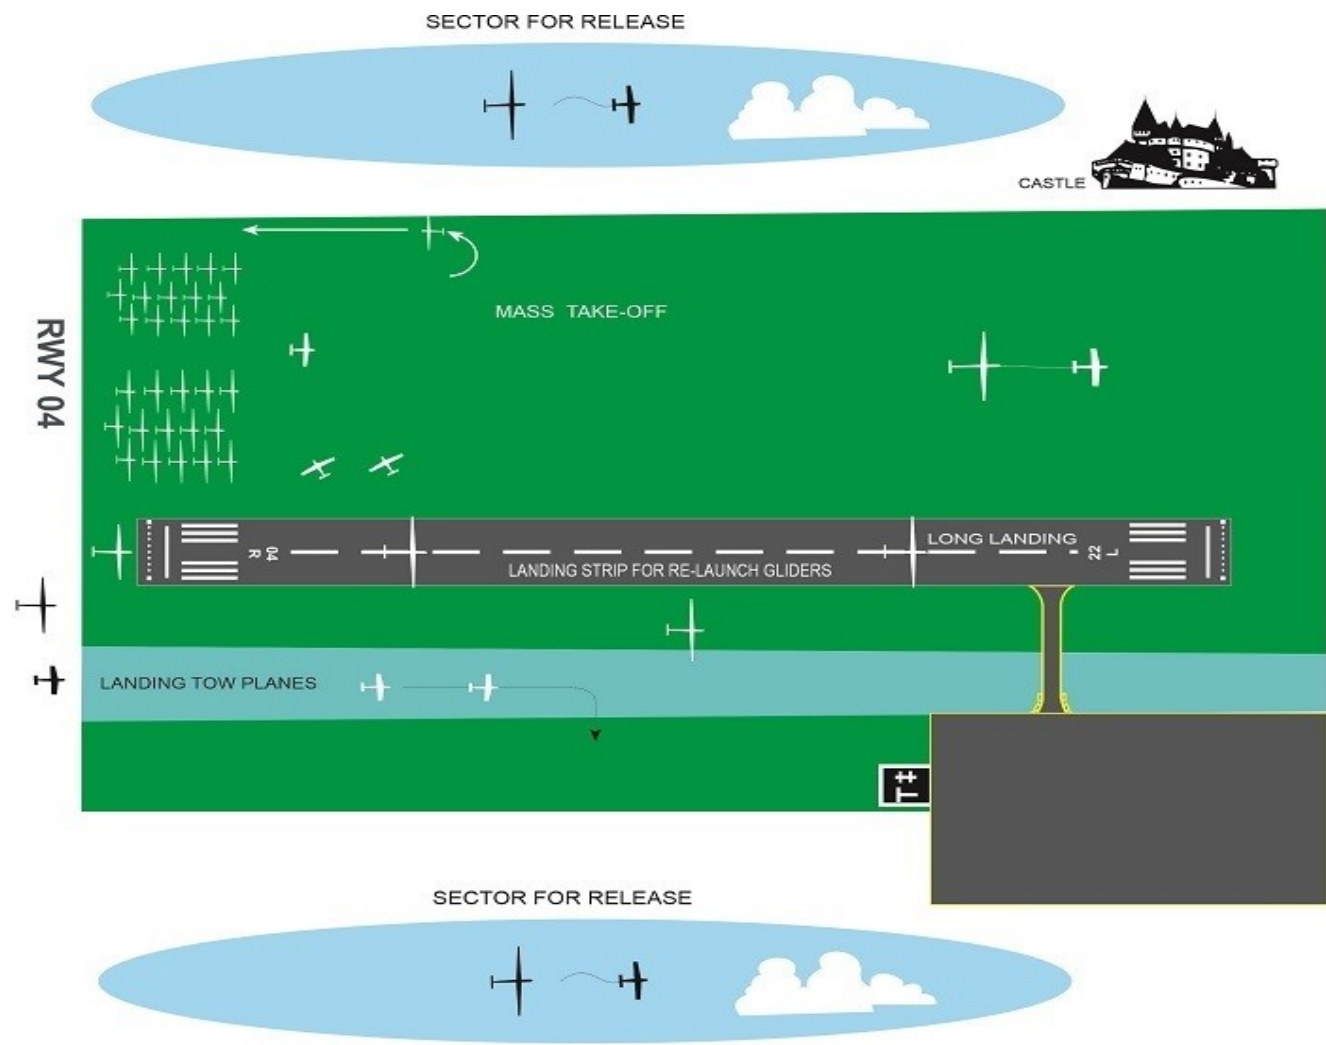 SECTOR FOR RELEASE
CASTLE
MASS TAKE-OFF
RWY 04
LONG LANDING
04
R
22
L
LANDING STRIP FOR RE-LAUNCH GLIDERS
LANDING TOW PLANES
T
SECTOR FOR RELEASE